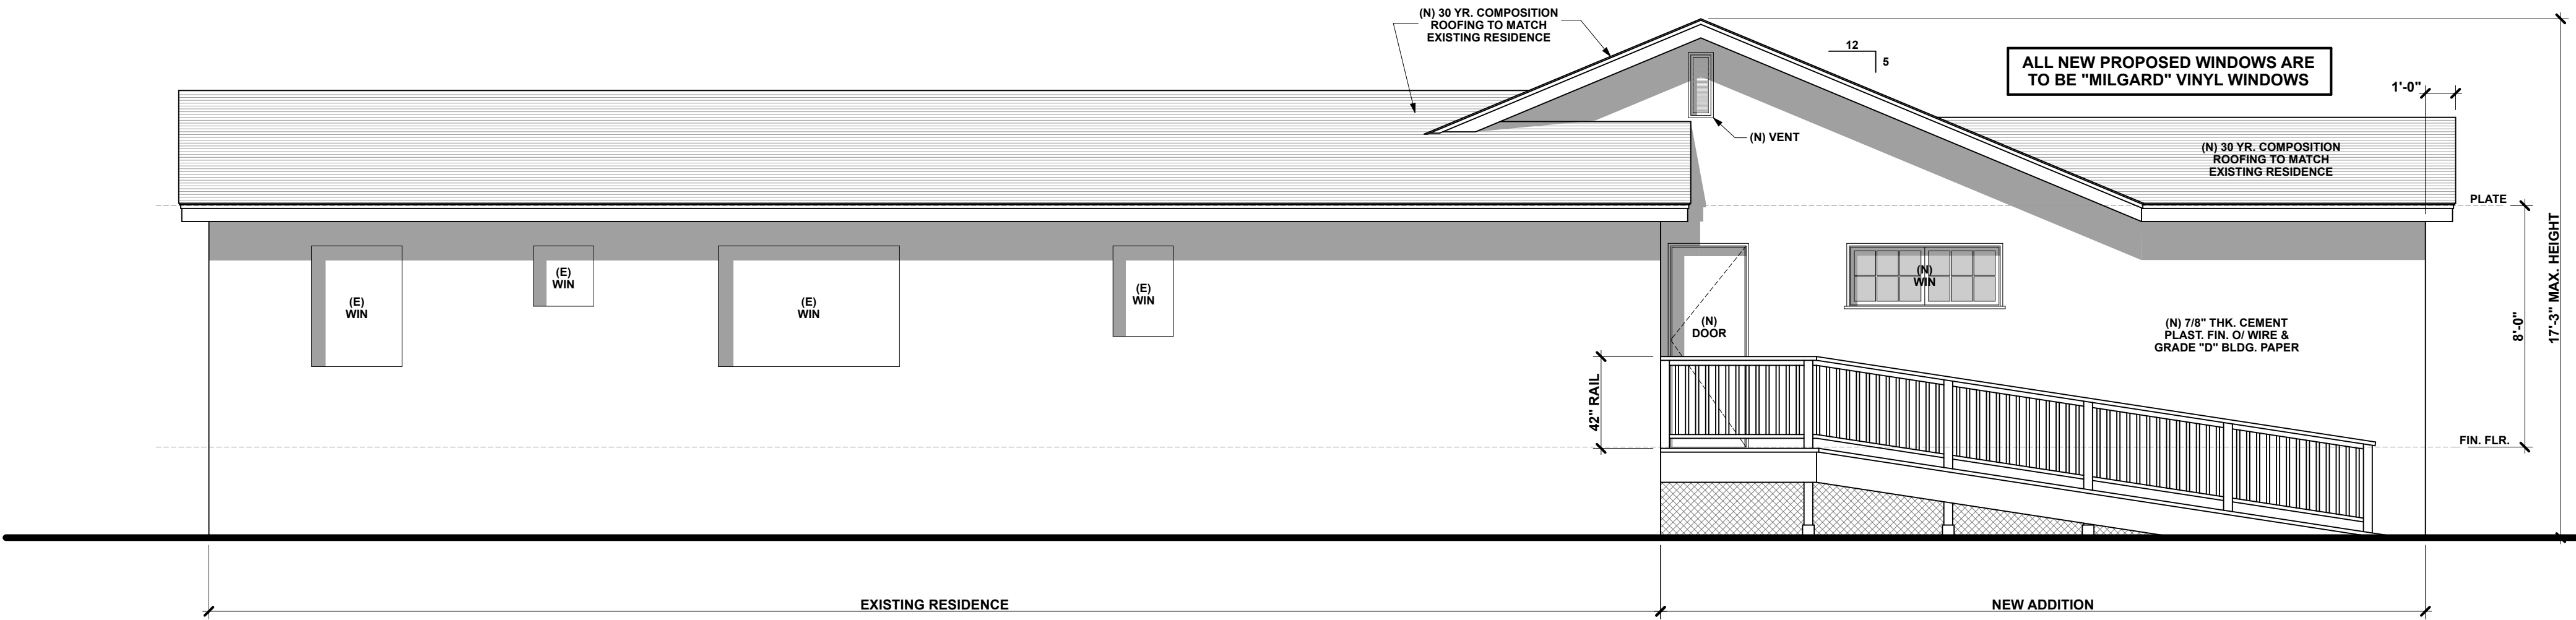 (N) 30 YR. COMPOSITION
ROOFING TO MATCH
EXISTING RESIDENCE
12
5
ALL NEW PROPOSED WINDOWS ARE
TO BE "MILGARD" VINYL WINDOWS
1'-0"
(N) VENT
(N) 30 YR. COMPOSITION
ROOFING TO MATCH
EXISTING RESIDENCE
PLATE
17'-3" MAX. HEIGHT
8'-0"
(E)
WIN
(E)
WIN
(E)
WIN
(E)
WIN
(N)
DOOR
(N)
WIN
(N) 7/8" THK. CEMENT
PLAST. FIN. O/ WIRE &
GRADE "D" BLDG. PAPER
42" RAIL
FIN. FLR.
EXISTING RESIDENCE
NEW ADDITION